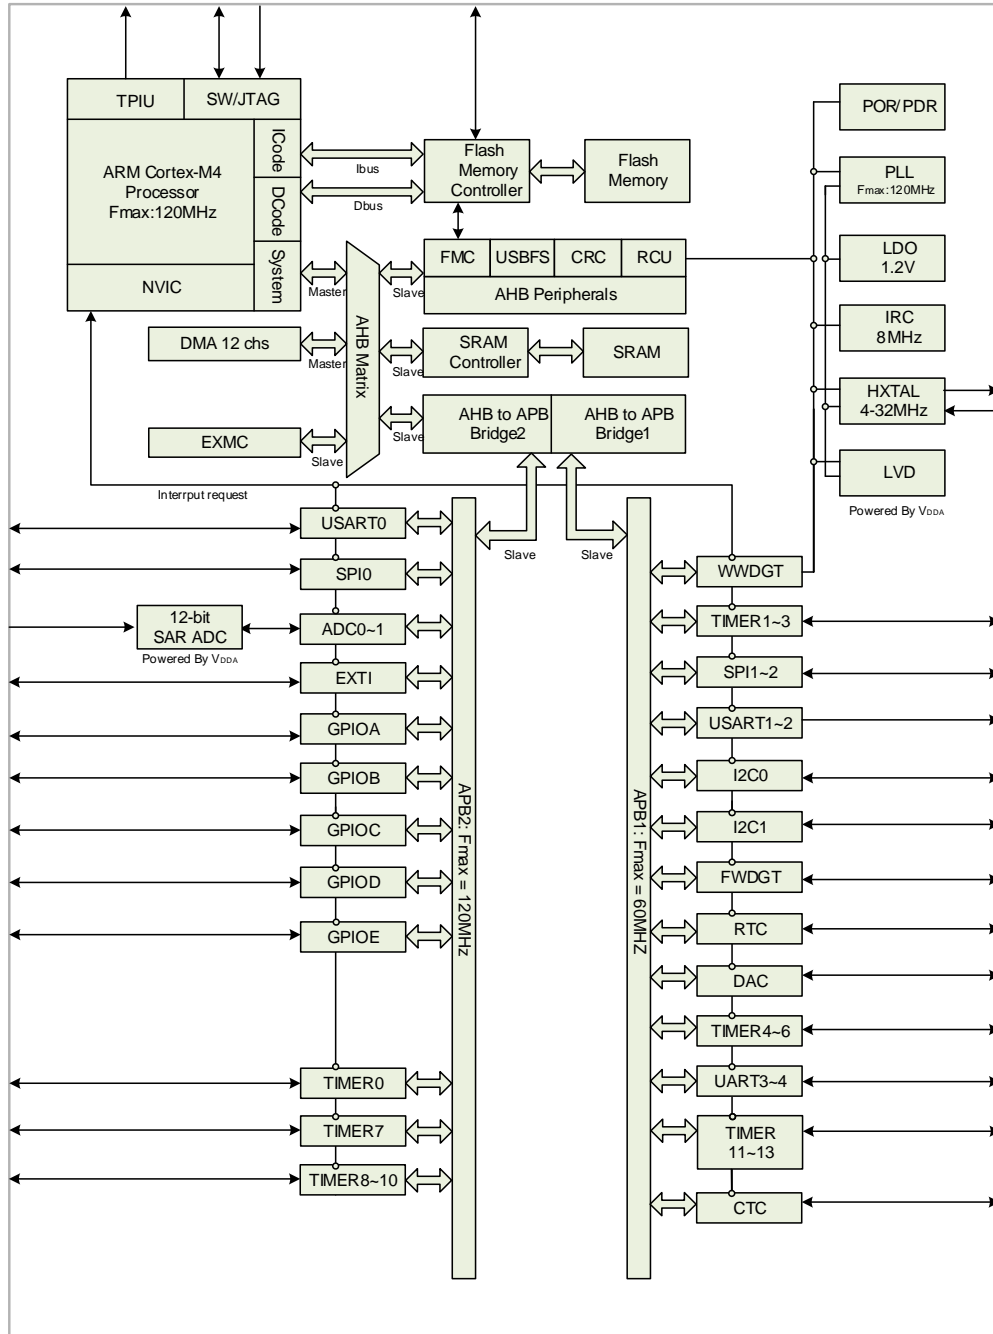 TPIU
SW/JTAG
POR/PDR
ARM Cortex-M4
Processor
Fmax:120MHz
ICode
DCode
System
NVIC
Ibus
Dbus
Flash
Memory
Controller
Flash
Memory
PLL
Fmax:120MHz
LDO
1.2V
FMC
USBFS
CRC
RCU
AHB Peripherals
Master
Slave
AHB Matrix
IRC
8MHz
DMA 12 chs
Master
Slave
SRAM
Controller
SRAM
HXTAL
4-32MHz
AHB to APB
Bridge2
AHB to APB
Bridge1
EXMC
Slave
Slave
LVD
Powered By VDDA
Interrput request
USART0
SPI0
12-bit
SAR ADC
Powered By VDDA
ADC0~1
EXTI
GPIOA
GPIOB
GPIOC
GPIOD
GPIOE
TIMER0
TIMER7
TIMER8~10
Slave
Slave
APB2: Fmax = 120MHz
APB1: Fmax = 60MHZ
WWDGT
TIMER1~3
SPI1~2
USART1~2
I2C0
I2C1
FWDGT
RTC
DAC
TIMER4~6
UART3~4
TIMER
11~13
CTC